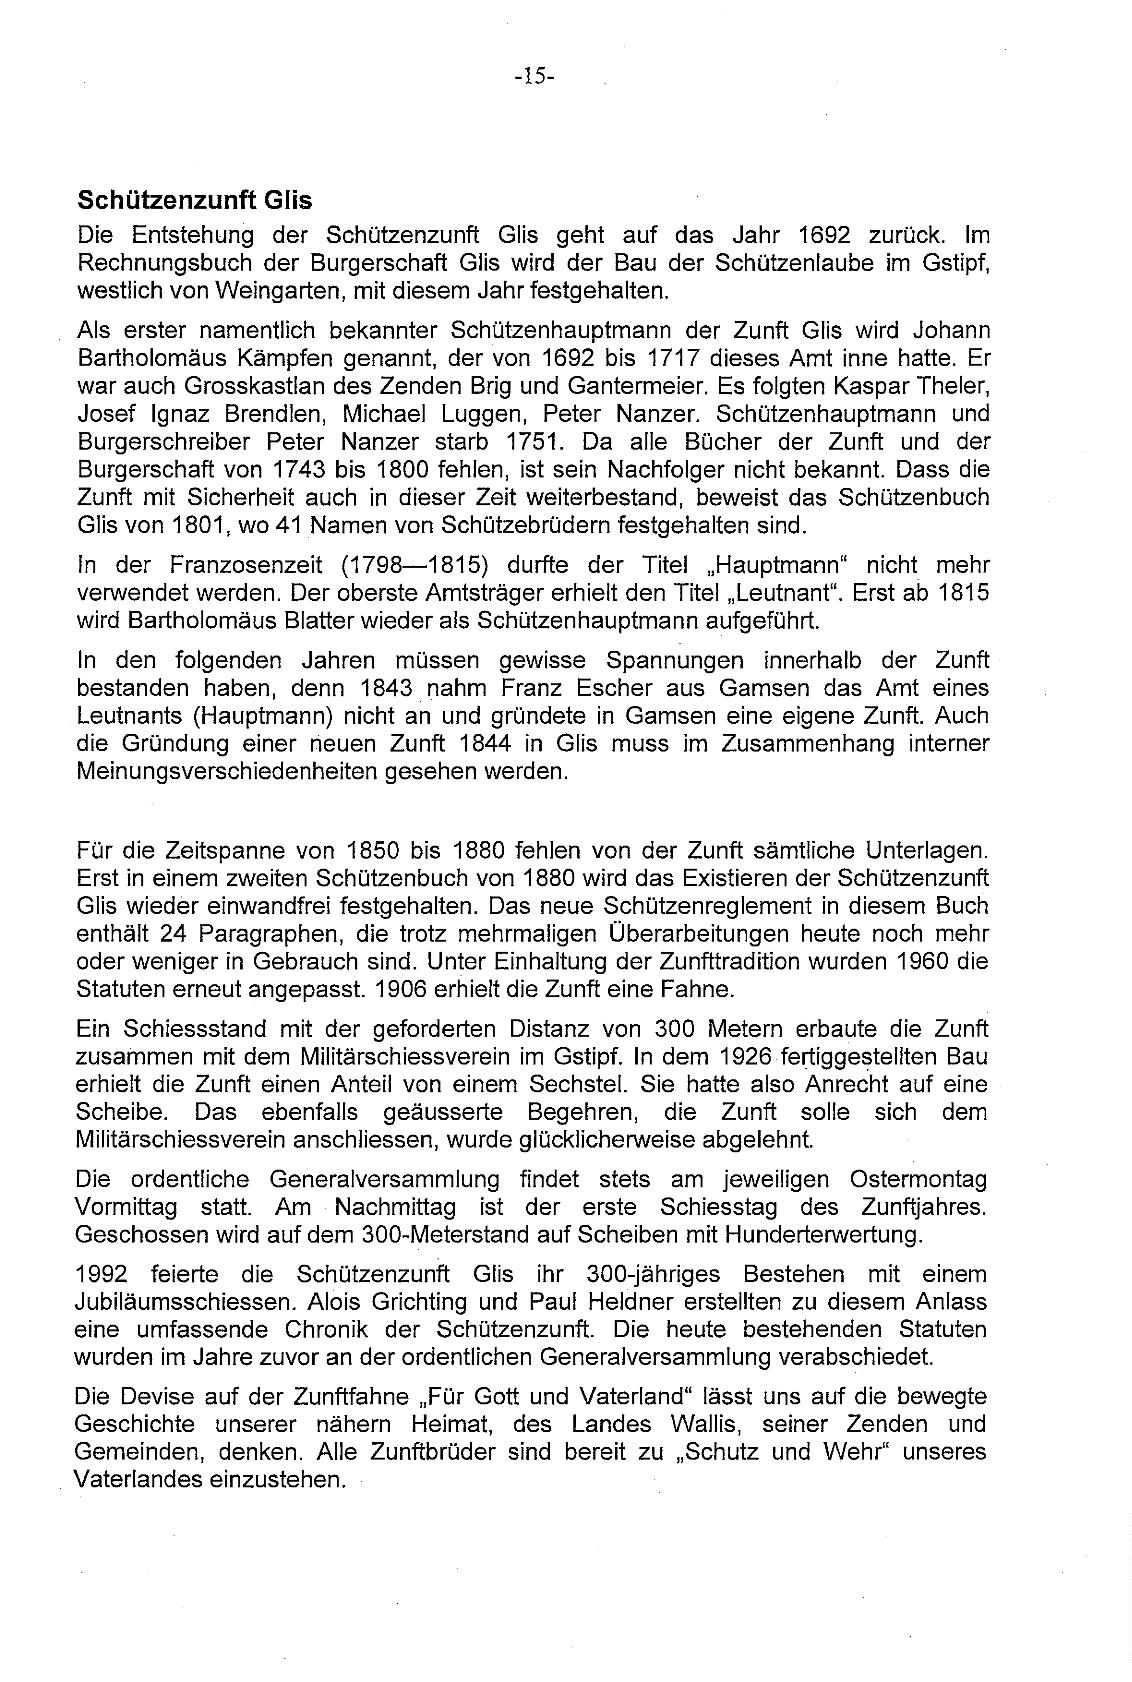 -15-
Schützenzunft Glis
Die Entstehung der Schützenzunft Glis geht auf das Jahr 1692 zurück. Im
Rechnungsbuch der Burgerschaft Glis wird der Bau der Schützenlaube im Gstipf,
westlich von Weingarten, mit diesem Jahr festgehalten.
Als erster namentlich bekannter Schützenhauptmann der Zunft Glis wird Johann
Bartholomäus Kämpfen genannt, der von 1692 bis 1717 dieses Amt inne hatte. Er
war auch Grosskastlan des Zenden Brig und Gantermeier. Es folgten Kaspar Theler,
Josef Ignaz Brendlen, Michael Luggen, Peter Nanzer. Schützenhauptmann und
Burgerschreiber Peter Nanzer starb 1751. Da alle Bücher der Zunft und der
Burgerschaft von 1743 bis 1800 fehlen, ist sein Nachfolger nicht bekannt. Dass die
Zunft mit Sicherheit auch in dieser Zeit weiterbestand, beweist das Schützenbuch
Glis von 1801, wo 41 Namen von Schützebrüdern festgehalten sind.
In der Franzosenzeit (1798—1815) durfte der Titel „Hauptmann“ nicht mehr
verwendet werden. Der oberste Amtsträger erhielt den Titel „Leutnant“. Erst ab 1815
wird Bartholomäus Blatter wieder als Schützenhauptmann aufgeführt.
In den folgenden Jahren müssen gewisse Spannungen innerhalb der Zunft
bestanden haben, denn 1843 nahm Franz Escher aus Gamsen das Amt eines
Leutnants (Hauptmann) nicht an und gründete in Gamsen eine eigene Zunft. Auch
die Gründung einer neuen Zunft 1844 in Glis muss im Zusammenhang interner
Meinungsverschiedenheiten gesehen werden.
Für die Zeitspanne von 1850 bis 1880 fehlen von der Zunft sämtliche Unterlagen.
Erst in einem zweiten Schützenbuch von 1880 wird das Existieren der Schützenzunft
Glis wieder einwandfrei festgehalten. Das neue Schützenreglement in diesem Buch
enthält 24 Paragraphen, die trotz mehrmaligen Überarbeitungen heute noch mehr
oder weniger in Gebrauch sind. Unter Einhaltung der Zunfttradition wurden 1960 die
Statuten erneut angepasst. 1906 erhielt die Zunft eine Fahne.
Ein Schiessstand mit der geforderten Distanz von 300 Metern erbaute die Zunft
zusammen mit dem Militärschiessverein im Gstipf. In dem 1926 fertiggestellten Bau
erhielt die Zunft einen Anteil von einem Sechstel. Sie hatte also Anrecht auf eine
Scheibe. Das ebenfalls geäusserte Begehren, die Zunft solle sich dem
Militärschiessverein anschliessen, wurde glücklicherweise abgelehnt.
Die ordentliche Generalversammlung findet stets am jeweiligen Ostermontag
Vormittag statt. Am Nachmittag ist der erste Schiesstag des Zunftjahres.
Geschossen wird auf dem 300-Meterstand auf Scheiben mit Hunderterwertung.
1992 feierte die Schützenzunft Glis ihr 300-jähriges Bestehen mit einem
Jubiläumsschiessen. Alois Grichting und Paul Heldner erstellten zu diesem Anlass
eine umfassende Chronik der Schützenzunft. Die heute bestehenden Statuten
wurden im Jahre zuvor an der ordentlichen Generalversammlung verabschiedet.
Die Devise auf der Zunftfahne „Für Gott und Vaterland“ lässt uns auf die bewegte
Geschichte unserer nähern Heimat, des Landes Wallis, seiner Zenden und
Gemeinden, denken. Alle Zunftbrüder sind bereit zu „Schutz und Wehr“ unseres
Vaterlandes einzustehen.